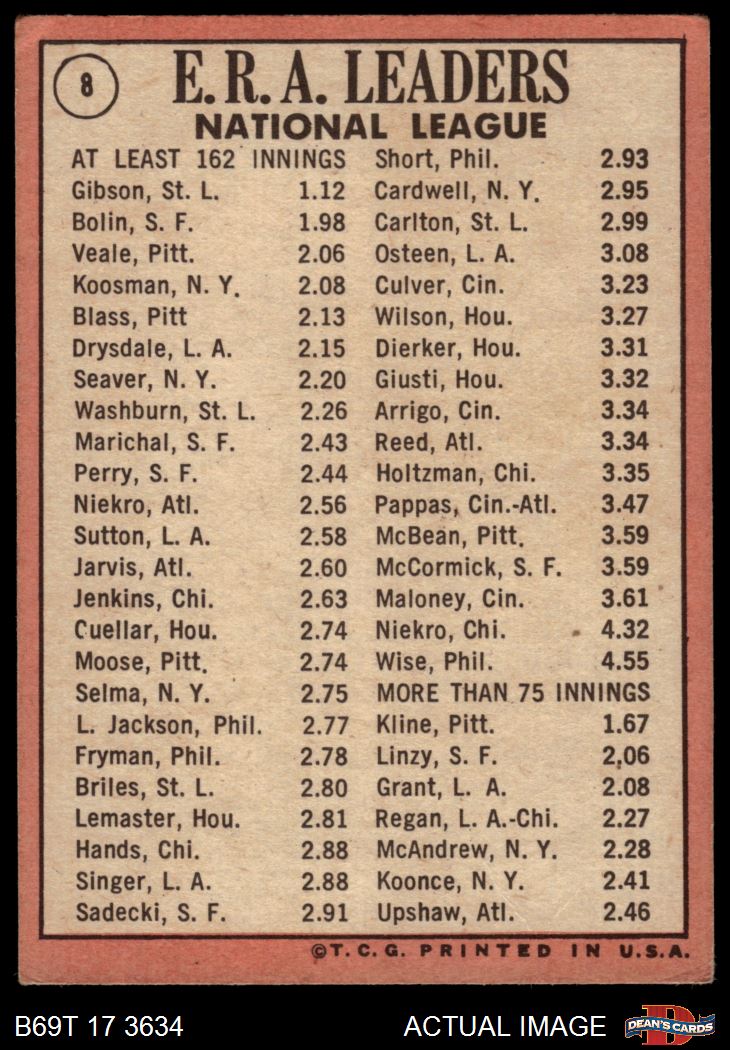 8
E.R.A. LEADERS
NATIONAL LEAGUE
AT LEAST 162 INNINGS
Gibson, St. L. 1.12
Bolin, S. F. 1.98
Veale, Pitt. 2.06
Koosman, N. Y. 2.08
Blass, Pitt 2.13
Drysdale, L. A. 2.15
Seaver, N. Y. 2.20
Washburn, St. L. 2.26
Marichal, S. F. 2.43
Perry, S. F. 2.44
Niekro, Atl. 2.56
Sutton, L. A. 2.58
Jarvis, Atl. 2.60
Jenkins, Chi. 2.63
Cuellar, Hou. 2.74
Moose, Pitt. 2.74
Selma, N. Y. 2.75
L. Jackson, Phil. 2.77
Fryman, Phil. 2.78
Briles, St. L. 2.80
Lemaster, Hou. 2.81
Hands, Chi. 2.88
Singer, L. A. 2.88
Sadecki, S. F. 2.91
Short, Phil. 2.93
Cardwell, N. Y. 2.95
Carlton, St. L. 2.99
Osteen, L. A. 3.08
Culver, Cin. 3.23
Wilson, Hou. 3.27
Dierker, Hou. 3.31
Giusti, Hou. 3.32
Arrigo, Cin. 3.34
Reed, Atl. 3.34
Holtzman, Chi. 3.35
Pappas, Cin.-Atl. 3.47
McBean, Pitt. 3.59
McCormick, S. F. 3.59
Maloney, Cin. 3.61
Niekro, Chi. 4.32
Wise, Phil. 4.55
MORE THAN 75 INNINGS
Kline, Pitt. 1.67
Linzy, S. F. 2.06
Grant, L. A. 2.08
Regan, L. A.-Chi. 2.27
McAndrew, N. Y. 2.28
Koonce, N. Y. 2.41
Upshaw, Atl. 2.46
©T.C.G. PRINTED IN U.S.A.
B69T 17 3634
ACTUAL IMAGE
D
DEAN'S CARDS